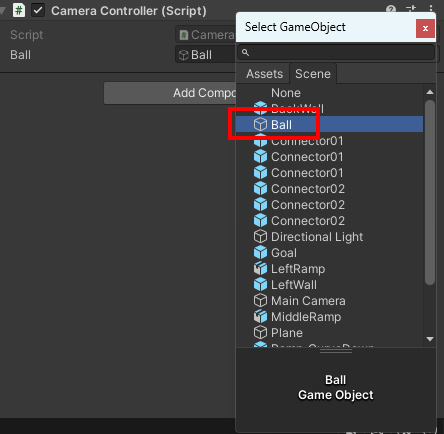 Camera Controller (Script)
Script
Camera
Ball
Ball
Add Compo
Select GameObject
x
Assets
Scene
None
BackWall
Ball
Connector01
Connector01
Connector01
Connector02
Connector02
Connector02
Directional Light
Goal
LeftRamp
LeftWall
Main Camera
MiddleRamp
Plane
Ball
Game Object